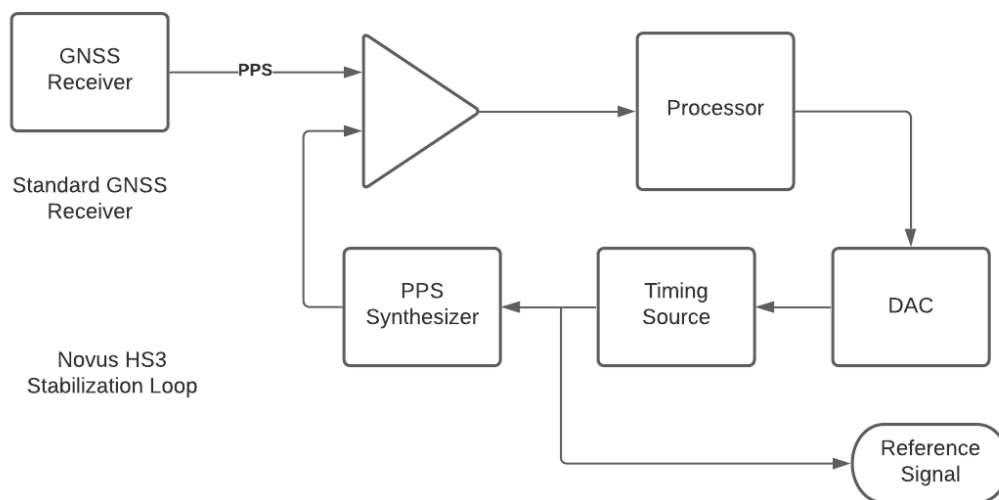 GNSS
Receiver
PPS
Processor
Standard GNSS
Receiver
PPS
Synthesizer
Timing
Source
DAC
Novus HS3
Stabilization Loop
Reference
Signal